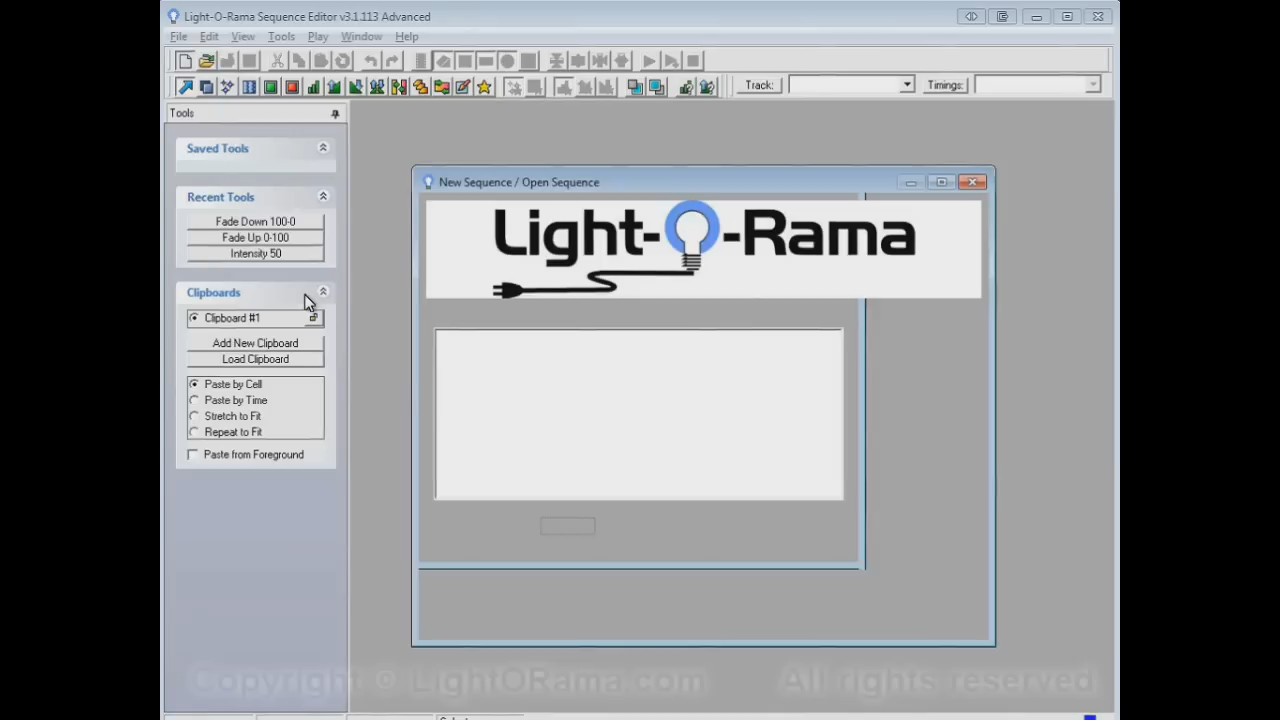 Light-O-Rama Sequence Editor v3.1.113 Advanced
File Edit View Tools Play Window Help
Track: Timings:
Tools
Saved Tools
Recent Tools
Fade Down 100-0
Fade Up 0-100
Intensity 50
Clipboards
Clipboard #1
Add New Clipboard
Load Clipboard
Paste by Cell
Paste by Time
Stretch to Fit
Repeat to Fit
Paste from Foreground
New Sequence / Open Sequence
Light-O-Rama
Copyright © LightORama.com All rights reserved